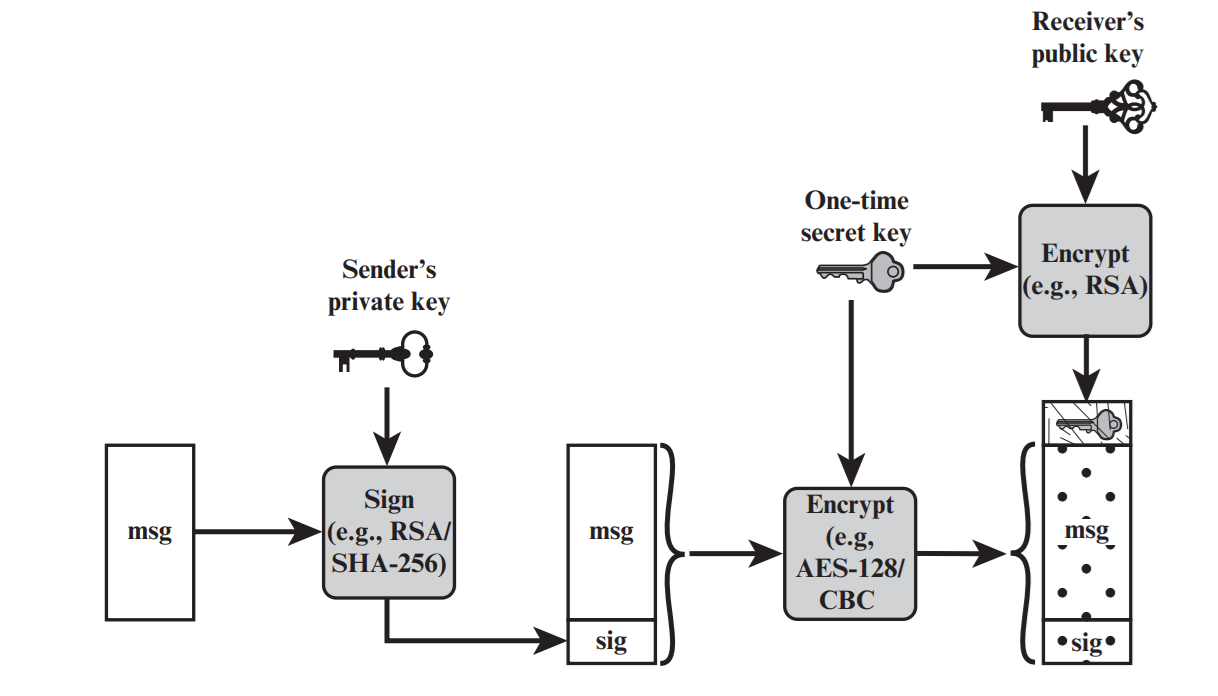 Receiver's
public key
One-time
secret key
Encrypt
(e.g., RSA)
Sender's
private key
msg
Sign
(e.g., RSA/
SHA-256)
msg
sig
Encrypt
(e.g,
AES-128/
CBC
msg
sig